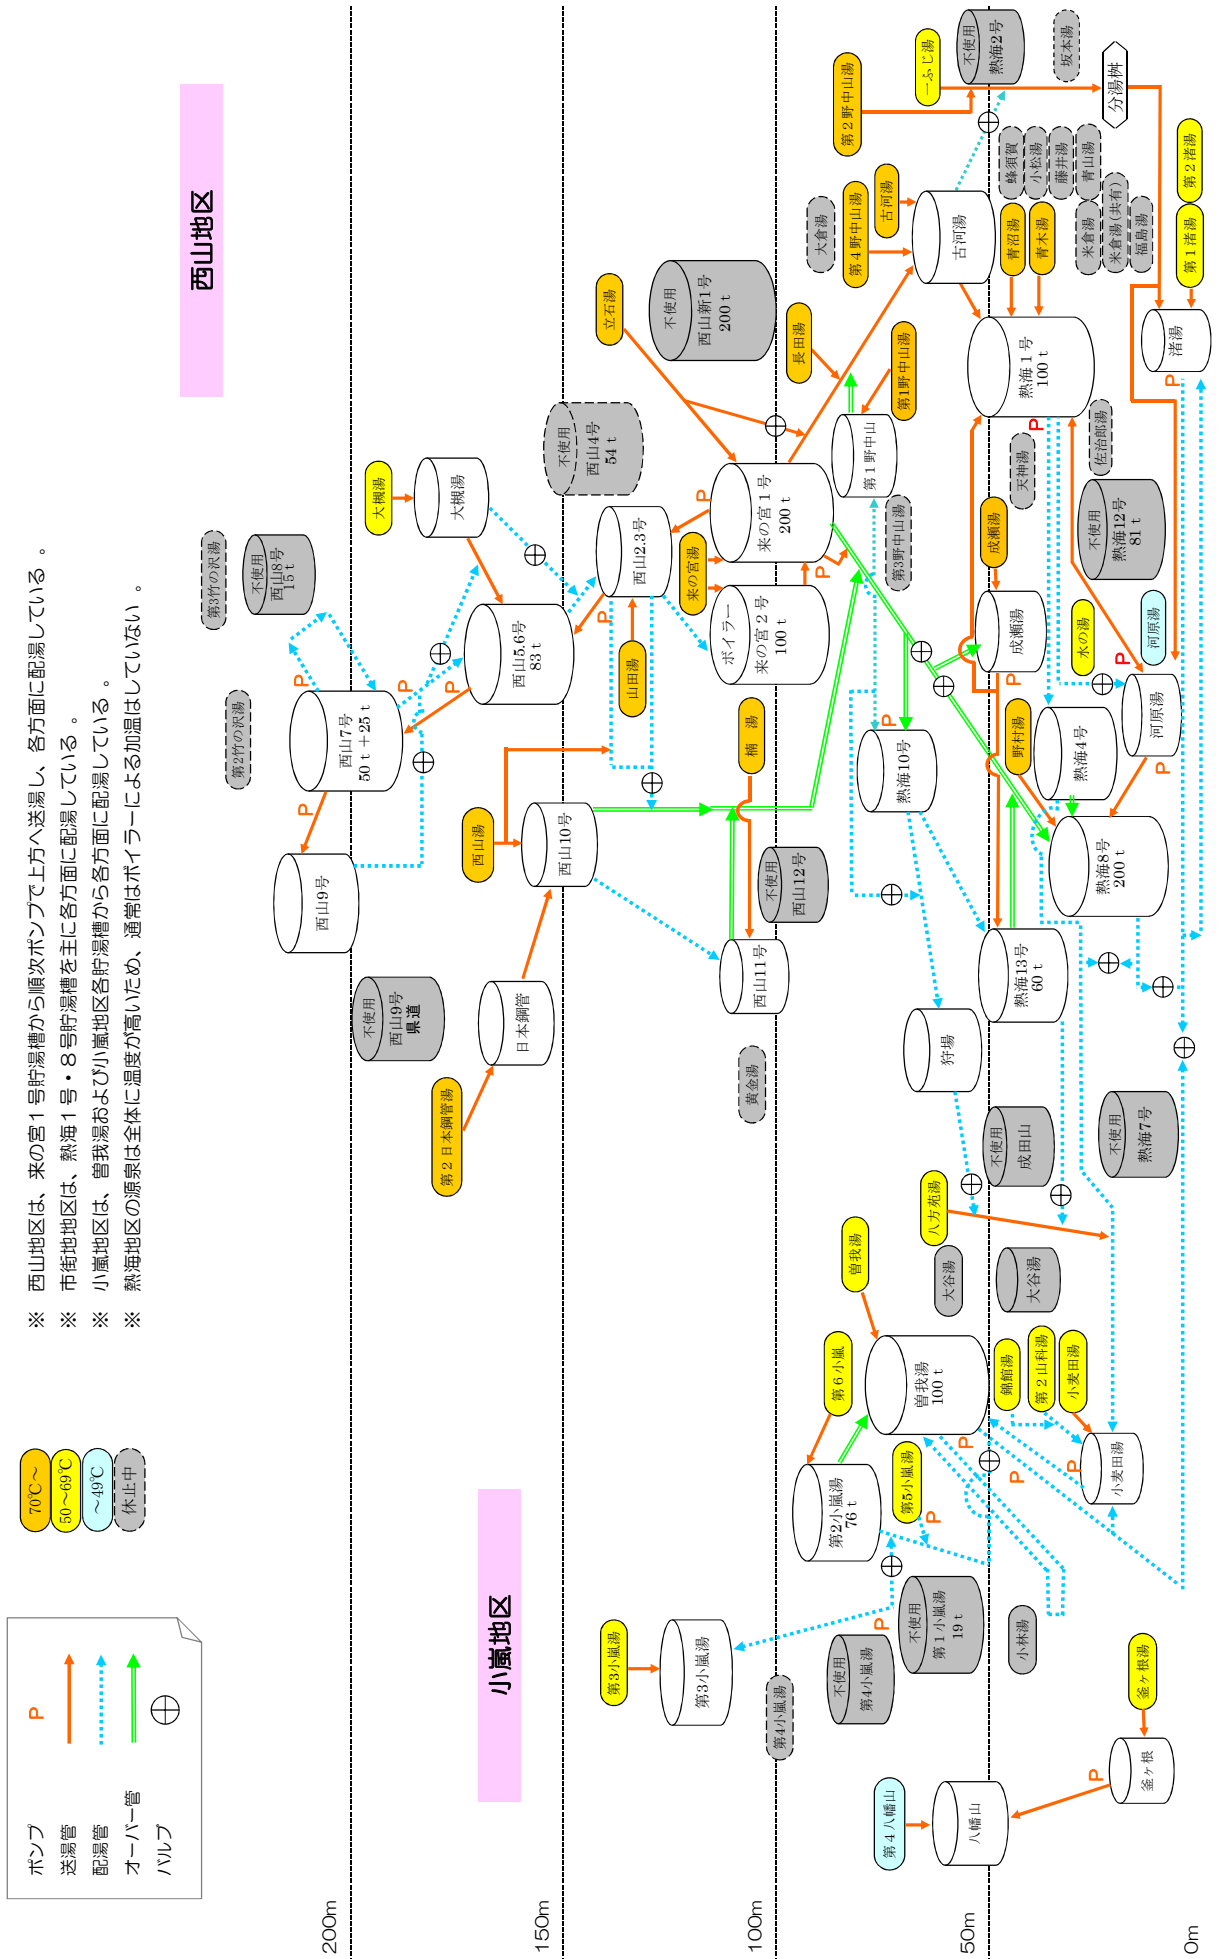 ※ 西山地区は、来の宮１号貯湯槽から順次ポンプで上方へ送湯し、各方面に配湯している。
※ 市街地地区は、熱海１号・８号貯湯槽を主に各方面に配湯している。
※ 小嵐地区は、曽我湯および小嵐地区各貯湯槽から各方面に配湯している。
※ 熱海地区の源泉は全体に温度が高いため、通常はボイラーによる加温はしていない。
70℃～
50～69℃
～49℃
休止中
ポンプ P
送湯管
配湯管
オーバー管
バルブ
西山地区
小嵐地区
200m
150m
100m
50m
0m
第3竹の沢湯
不使用
西山8号
15ｔ
第2竹の沢湯
西山7号
50ｔ＋25ｔ
P
P
P
P
西山9号
不使用
西山9号
県道
大槻湯
大槻湯
西山5.6号
83ｔ
不使用
西山4号
54ｔ
西山2.3号
P
山田湯
西山湯
西山10号
日本鋼管
第２日本鋼管湯
立石湯
不使用
西山新1号
200ｔ
来の宮１号
200ｔ
P
P
来の宮湯
ボイラー
来の宮２号
100ｔ
楠 湯
不使用
西山12号
西山11号
黄金湯
長田湯
第1野中山湯
第１野中山
第3野中山湯
大倉湯
第４野中山湯
古河湯
古河湯
第２野中山湯
一ふじ湯
不使用
熱海2号
坂本湯
分湯桝
蜂須賀
小松湯
藤井湯
青山湯
青沼湯
青木湯
米倉湯
米倉湯(共有)
福島湯
第１渚湯
第２渚湯
渚湯
P
熱海１号
100ｔ
P
天神湯
佐治郎湯
不使用
熱海12号
81ｔ
成瀬湯
成瀬湯
P
水の湯
河原湯
P
河原湯
P
野村湯
熱海4号
熱海8号
200ｔ
熱海10号
P
熱海13号
60ｔ
狩場
不使用
成田山
不使用
熱海7号
八方苑湯
大谷湯
大谷湯
曽我湯
曽我湯
100ｔ
P
P
第６小嵐
第2小嵐湯
76ｔ
第5小嵐湯
P
錦館湯
第２山科湯
小麦田湯
小麦田湯
P
第3小嵐湯
第3小嵐湯
P
第4小嵐湯
不使用
第4小嵐湯
不使用
第１小嵐湯
19ｔ
小林湯
第４八幡山
八幡山
釜ヶ根湯
釜ヶ根
P